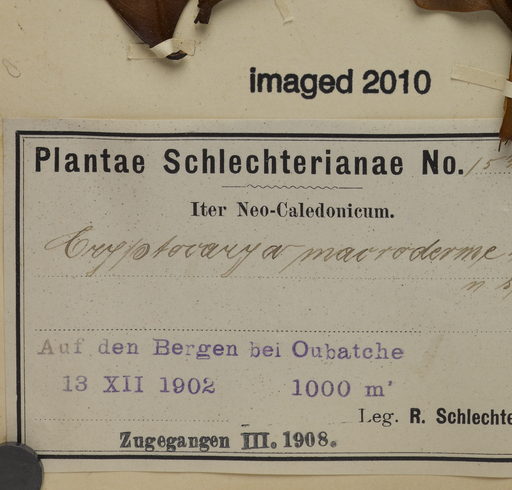 imaged 2010
Plantae Schlechterianae No. 15
Iter Neo-Caledonicum.
Cryptocarya macroderme
n
Auf den Bergen bei Oubatche
13 XII 1902 1000 m'
Leg. R. Schlechte
Zugegangen III. 1908.